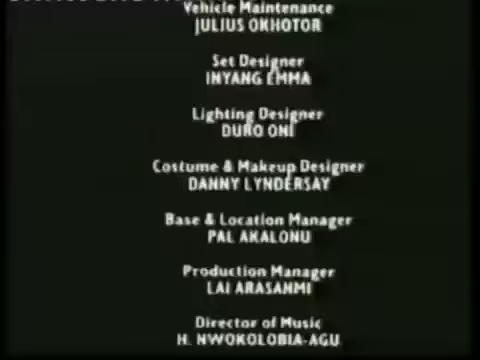 Vehicle Maintenance
JULIUS OKHOTOR
Set Designer
INYANG EMMA
Lighting Designer
DURO ONI
Costume & Makeup Designer
DANNY LYNDERSAY
Base & Location Manager
PAL AKALONU
Production Manager
LAI ARASANMI
Director of Music
H. NWOKOLOBIA-AGU